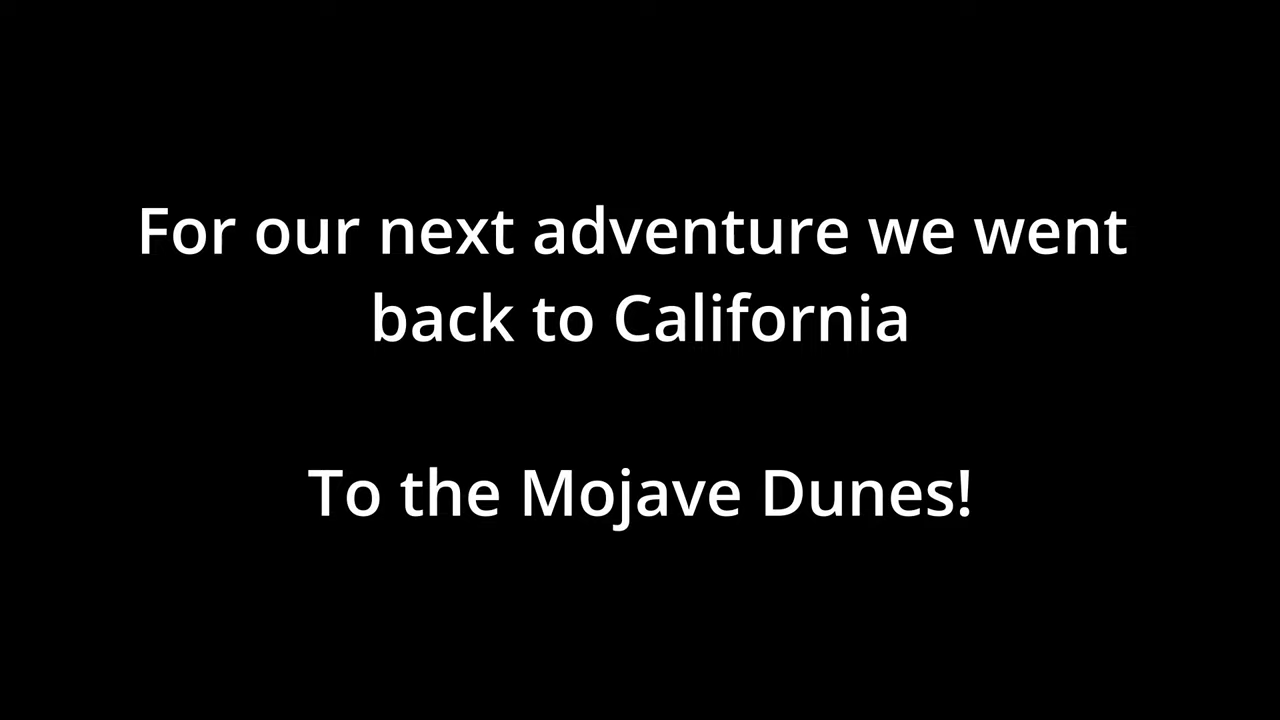 For our next adventure we went
back to California
To the Mojave Dunes!